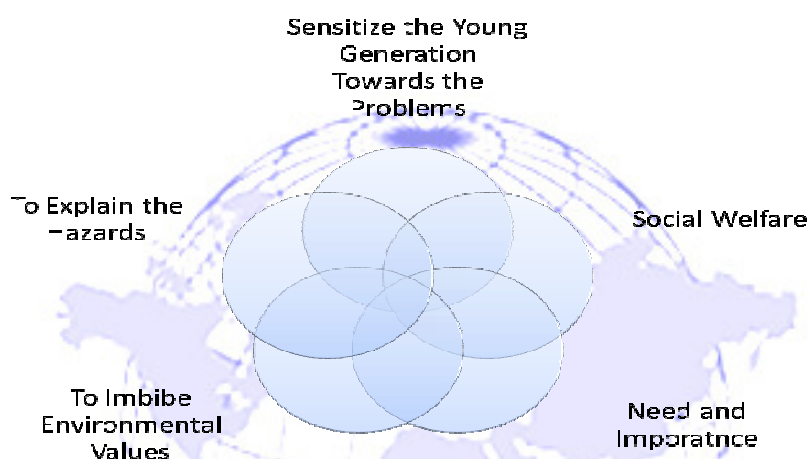 Sensitize the Young
Generation
Towards the
Problems
To Explain the
Hazards
Social Welfare
To Imbibe
Environmental
Values
Need and
Imporatnce